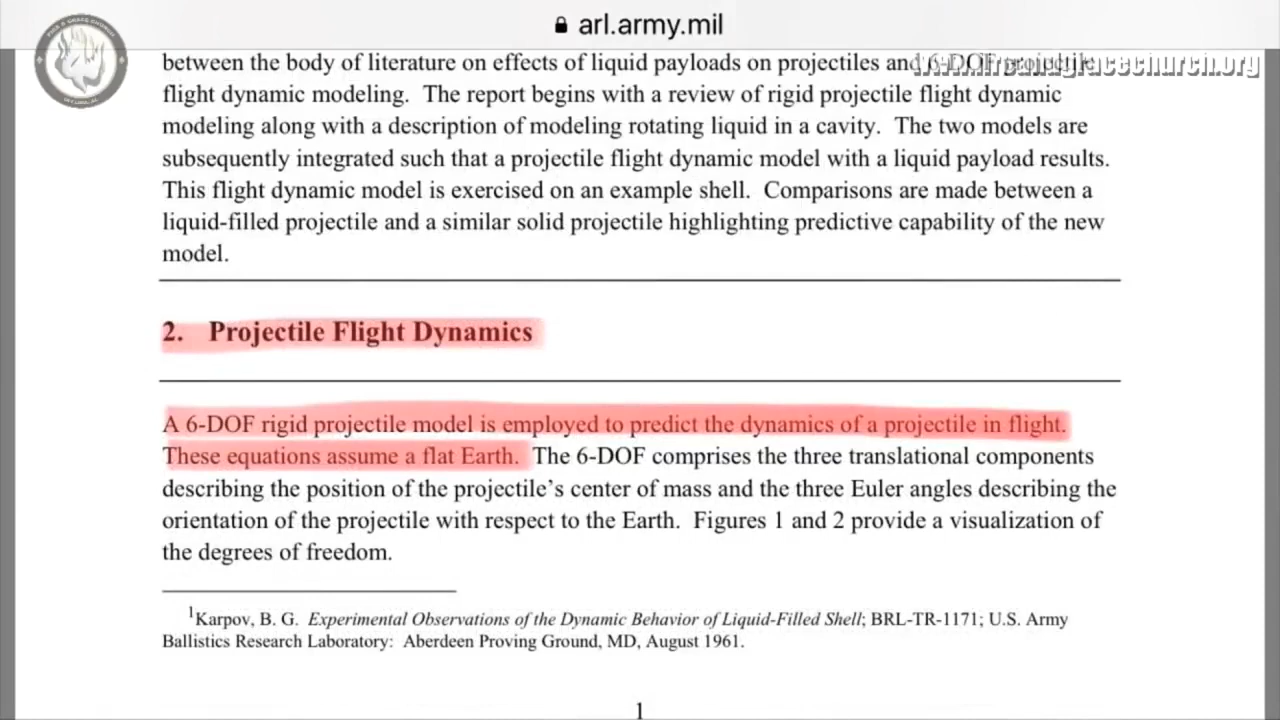 arl.army.mil
www.fireandgracechurch.org
between the body of literature on effects of liquid payloads on projectiles and 6-DOF projectile
flight dynamic modeling. The report begins with a review of rigid projectile flight dynamic
modeling along with a description of modeling rotating liquid in a cavity. The two models are
subsequently integrated such that a projectile flight dynamic model with a liquid payload results.
This flight dynamic model is exercised on an example shell. Comparisons are made between a
liquid-filled projectile and a similar solid projectile highlighting predictive capability of the new
model.
2. Projectile Flight Dynamics
A 6-DOF rigid projectile model is employed to predict the dynamics of a projectile in flight.
These equations assume a flat Earth. The 6-DOF comprises the three translational components
describing the position of the projectile’s center of mass and the three Euler angles describing the
orientation of the projectile with respect to the Earth. Figures 1 and 2 provide a visualization of
the degrees of freedom.
1Karpov, B. G. Experimental Observations of the Dynamic Behavior of Liquid-Filled Shell; BRL-TR-1171; U.S. Army
Ballistics Research Laboratory: Aberdeen Proving Ground, MD, August 1961.
1